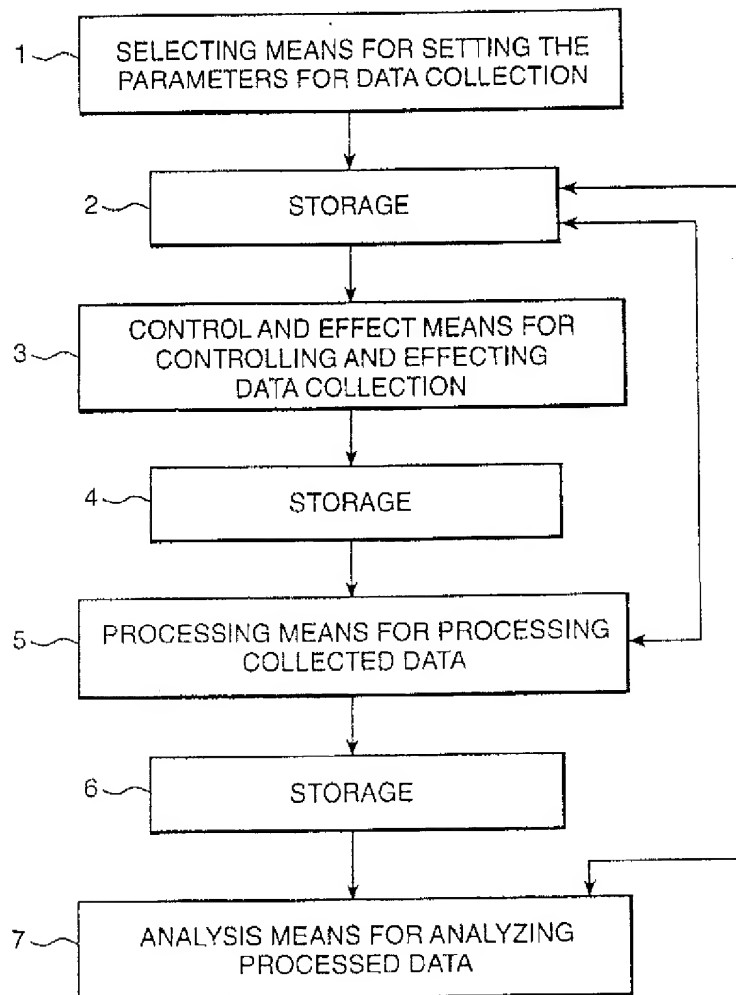 1
SELECTING MEANS FOR SETTING THE
PARAMETERS FOR DATA COLLECTION
2
STORAGE
3
CONTROL AND EFFECT MEANS FOR
CONTROLLING AND EFFECTING
DATA COLLECTION
4
STORAGE
5
PROCESSING MEANS FOR PROCESSING
COLLECTED DATA
6
STORAGE
7
ANALYSIS MEANS FOR ANALYZING
PROCESSED DATA